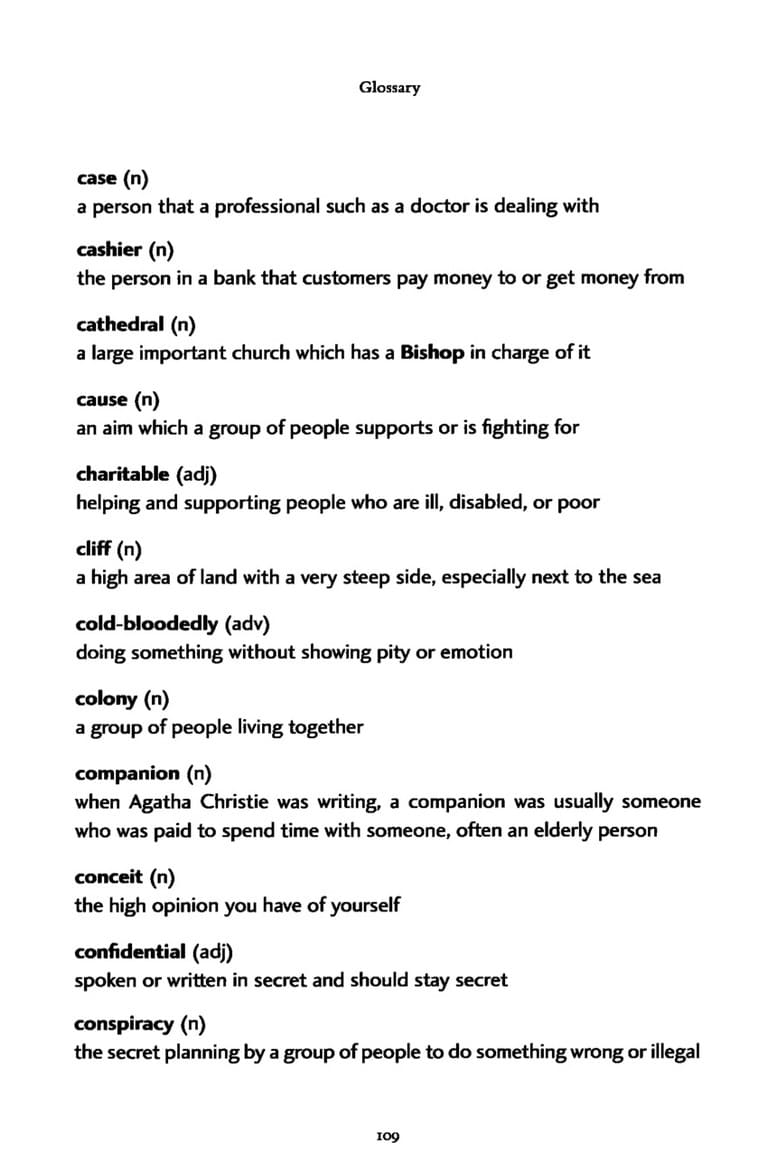 Glossary
case (n)
a person that a professional such as a doctor is dealing with
cashier (n)
the person in a bank that customers pay money to or get money from
cathedral (n)
a large important church which has a Bishop in charge of it
cause (n)
an aim which a group of people supports or is fighting for
charitable (adj)
helping and supporting people who are ill, disabled, or poor
cliff (n)
a high area of land with a very steep side, especially next to the sea
cold-bloodedly (adv)
doing something without showing pity or emotion
colony (n)
a group of people living together
companion (n)
when Agatha Christie was writing, a companion was usually someone
who was paid to spend time with someone, often an elderly person
conceit (n)
the high opinion you have of yourself
confidential (adj)
spoken or written in secret and should stay secret
conspiracy (n)
the secret planning by a group of people to do something wrong or illegal
109